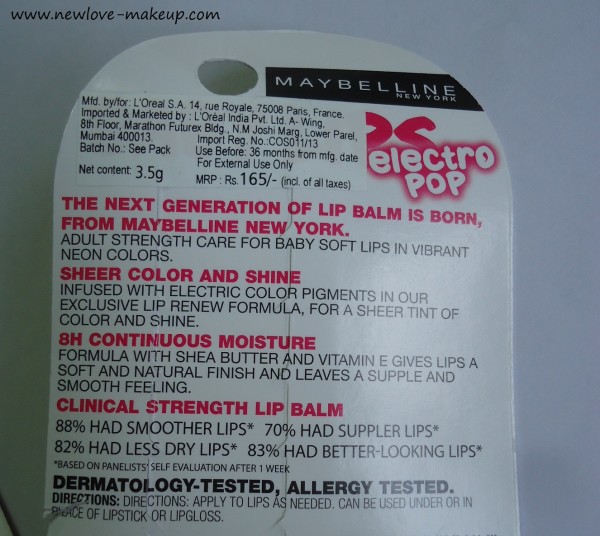 www.newlove-makeup.com
MAYBELLINE
NEW YORK
Mfd. by/for: L'Oreal S.A. 14, rue Royale, 75008 Paris, France.
Imported & Marketed by : L'Oréal India Pvt. Ltd. A- Wing,
8th Floor, Marathon Futurex Bldg., N.M Joshi Marg, Lower Parel,
Mumbai 400013 Import Reg. No.:COS011/13
Batch No.: See Pack Use Before: 36 months from mfg. date
For External Use Only
Net content: 3.5g MRP : Rs. 165/- (incl. of all taxes)
electro
POP
THE NEXT GENERATION OF LIP BALM IS BORN,
FROM MAYBELLINE NEW YORK.
ADULT STRENGTH CARE FOR BABY SOFT LIPS IN VIBRANT
NEON COLORS.
SHEER COLOR AND SHINE
INFUSED WITH ELECTRIC COLOR PIGMENTS IN OUR
EXCLUSIVE LIP RENEW FORMULA, FOR A SHEER TINT OF
COLOR AND SHINE.
8H CONTINUOUS MOISTURE
FORMULA WITH SHEA BUTTER AND VITAMIN E GIVES LIPS A
SOFT AND NATURAL FINISH AND LEAVES A SUPPLE AND
SMOOTH FEELING.
CLINICAL STRENGTH LIP BALM
88% HAD SMOOTHER LIPS* 70% HAD SUPPLER LIPS*
82% HAD LESS DRY LIPS* 83% HAD BETTER-LOOKING LIPS*
*BASED ON PANELISTS' SELF EVALUATION AFTER 1 WEEK
DERMATOLOGY-TESTED, ALLERGY TESTED.
DIRECTIONS: DIRECTIONS: APPLY TO LIPS AS NEEDED. CAN BE USED UNDER OR IN
PLACE OF LIPSTICK OR LIPGLOSS.